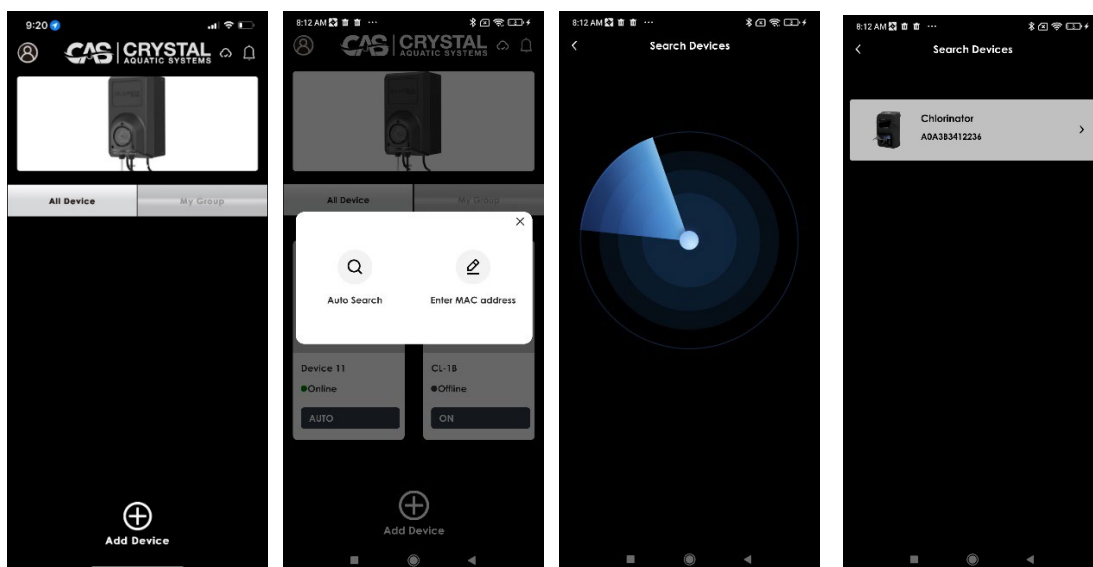 9:20
CAS CRYSTAL
AQUATIC SYSTEMS
All Device
My Group
Add Device
8:12 AM
CAS CRYSTAL
AQUATIC SYSTEMS
All Device
My Group
Auto Search
Enter MAC address
Device 11
CL-1B
Online
Offline
AUTO
ON
Add Device
8:12 AM
Search Devices
8:12 AM
Search Devices
Chlorinator
A0A3B3412236